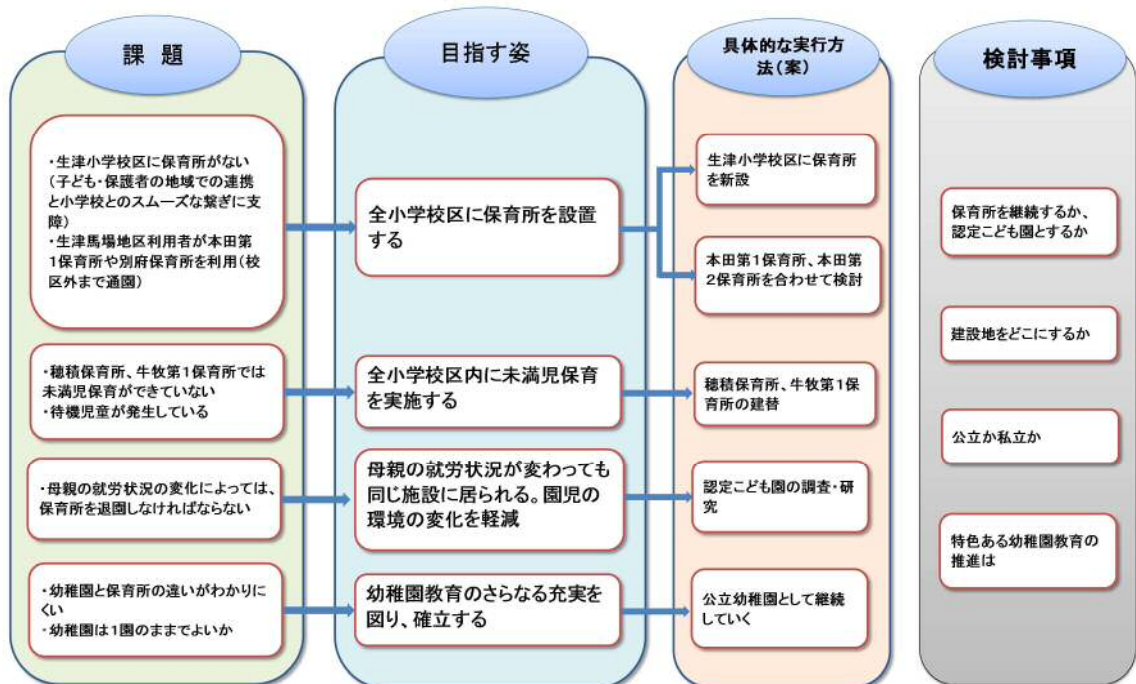 課 題
・生津小学校区に保育所がない
(子ども・保護者の地域での連携
と小学校とのスムーズな繋ぎに支
障)
・生津馬場地区利用者が本田第
1保育所や別府保育所を利用(校
区外まで通園)
・穂積保育所、牛牧第1保育所では
未満児保育ができていない
・待機児童が発生している
・母親の就労状況の変化によっては、
保育所を退園しなければならない
・幼稚園と保育所の違いがわかりに
くい
・幼稚園は1園のままでよいか
目指す姿
全小学校区に保育所を設置
する
全小学校区内に未満児保育
を実施する
母親の就労状況が変わっても
同じ施設に居られる。園児の
環境の変化を軽減
幼稚園教育のさらなる充実を
図り、確立する
具体的な実行方
法(案)
生津小学校区に保育所
を新設
本田第1保育所、本田第
2保育所を合わせて検討
穂積保育所、牛牧第1保
育所の建替
認定こども園の調査・研
究
公立幼稚園として継続
していく
検討事項
保育所を継続するか、
認定こども園とするか
建設地をどこにするか
公立か私立か
特色ある幼稚園教育の
推進は